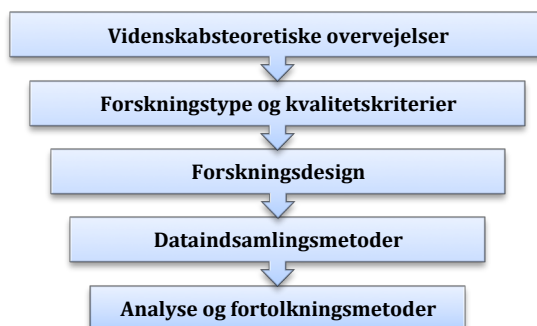 Videnskabsteoretiske overvejelser
Forskningstype og kvalitetskriterier
Forskningsdesign
Dataindsamlingsmetoder
Analyse og fortolkningsmetoder